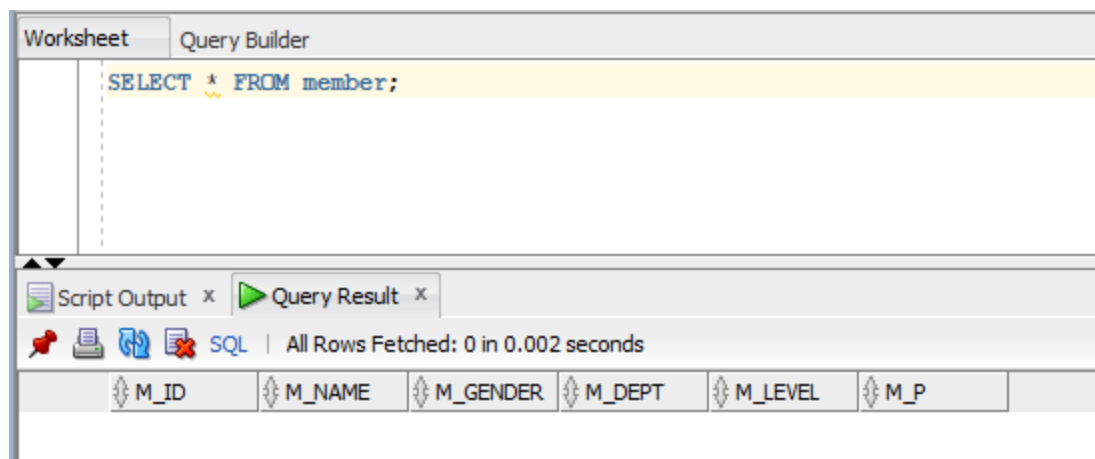 Worksheet Query Builder
SELECT * FROM member;
Script Output x Query Result x
SQL | All Rows Fetched: 0 in 0.002 seconds
M_ID M_NAME M_GENDER M_DEPT M_LEVEL M_P